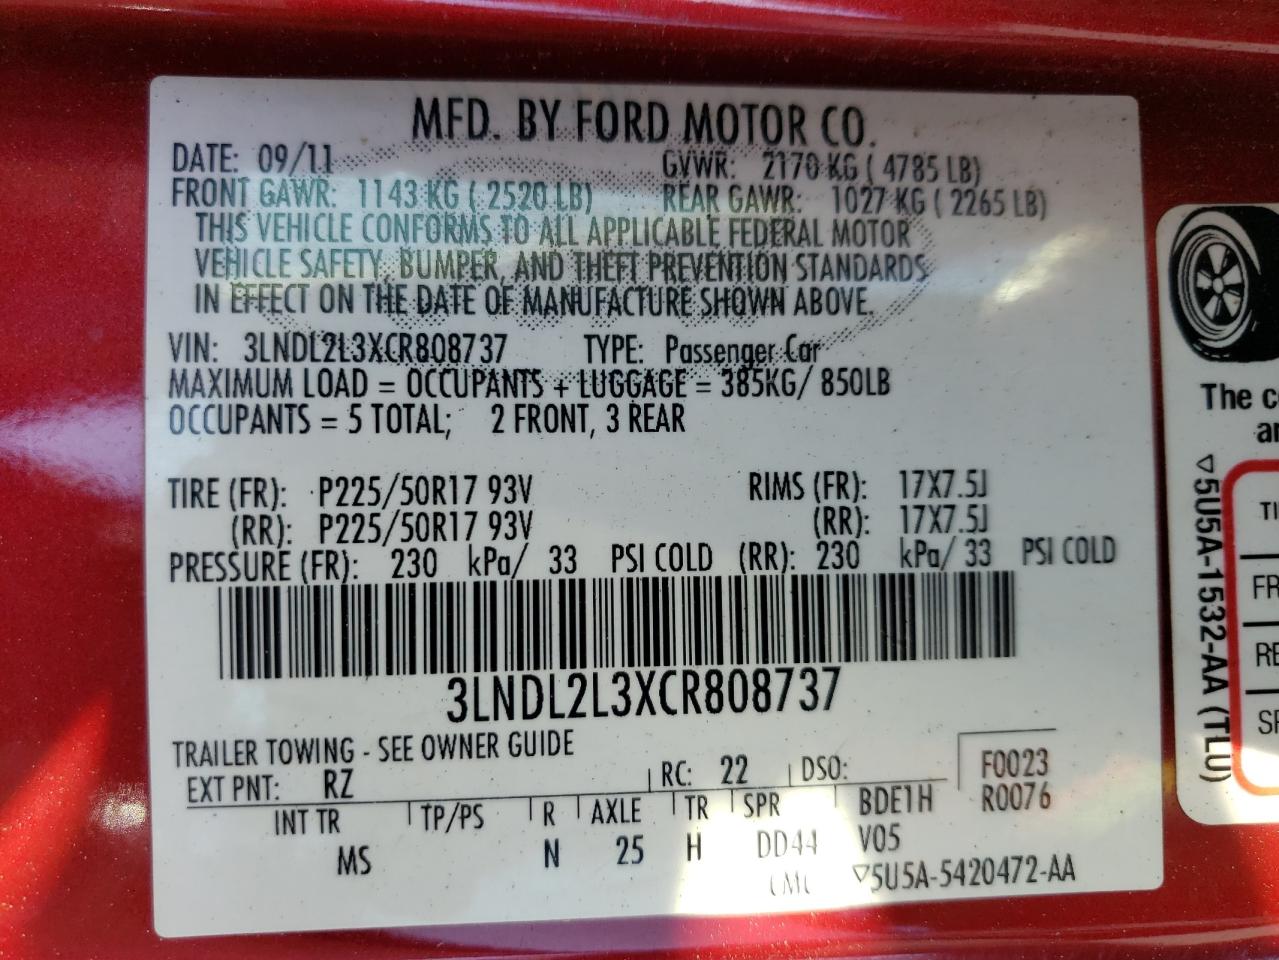 MFD. BY FORD MOTOR CO.
DATE: 09/11 GVWR: 2170 KG ( 4785 LB)
FRONT GAWR: 1143 KG ( 2520 LB) REAR GAWR: 1027 KG ( 2265 LB)
THIS VEHICLE CONFORMS TO ALL APPLICABLE FEDERAL MOTOR
VEHICLE SAFETY, BUMPER, AND THEFT PREVENTION STANDARDS
IN EFFECT ON THE DATE OF MANUFACTURE SHOWN ABOVE.
VIN: 3LNDL2L3XCR808737 TYPE: Passenger Car
MAXIMUM LOAD = OCCUPANTS + LUGGAGE = 385KG/ 850LB
OCCUPANTS = 5 TOTAL; 2 FRONT, 3 REAR
TIRE (FR): P225/50R17 93V RIMS (FR): 17X7.5J
(RR): P225/50R17 93V (RR): 17X7.5J
PRESSURE (FR): 230 kPa/ 33 PSI COLD (RR): 230 kPa/ 33 PSI COLD
3LNDL2L3XCR808737
TRAILER TOWING - SEE OWNER GUIDE
EXT PNT: RZ RC: 22 DSO: F0023
INT TR TP/PS R AXLE TR SPR BDE1H R0076
MS N 25 H DD44 V05
▽5U5A-5420472-AA
The
▽5U5A-1532-AA (TLU)